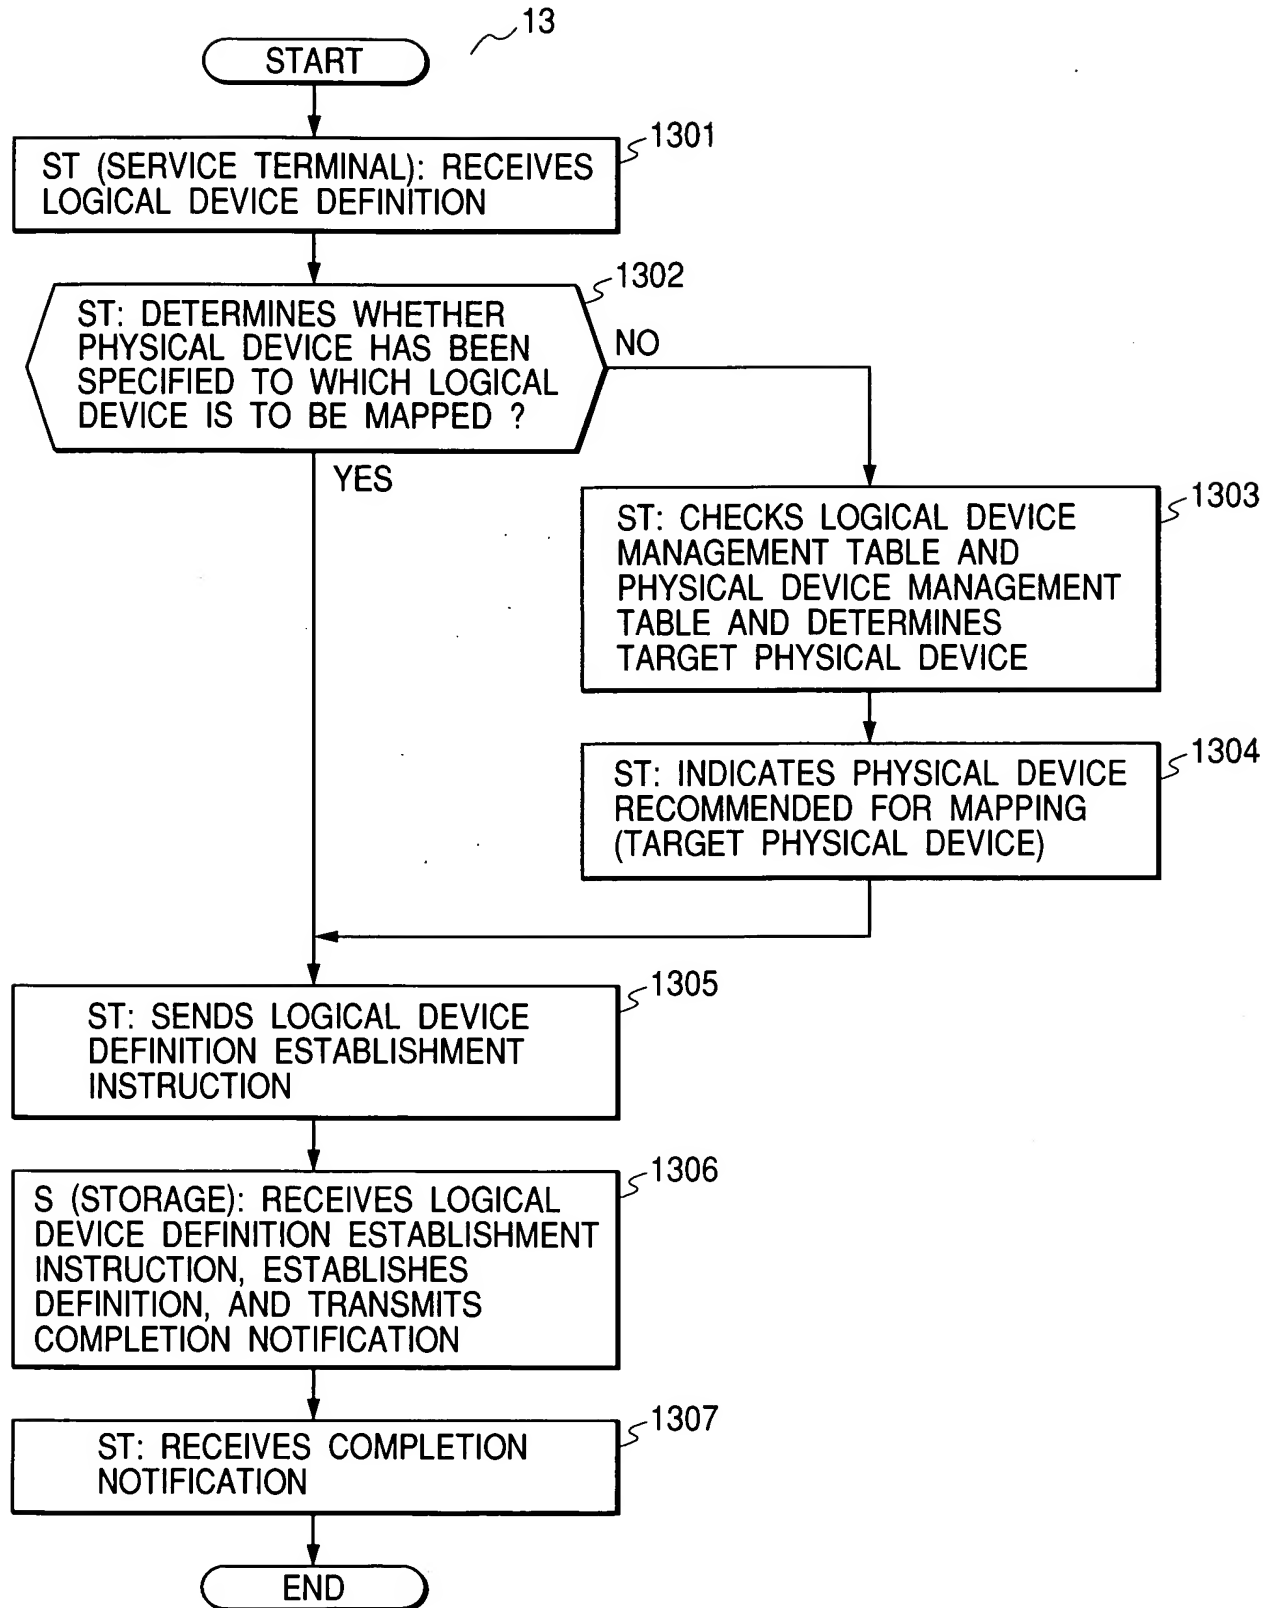 13
START
1301
ST (SERVICE TERMINAL): RECEIVES
LOGICAL DEVICE DEFINITION
1302
ST: DETERMINES WHETHER
PHYSICAL DEVICE HAS BEEN
SPECIFIED TO WHICH LOGICAL
DEVICE IS TO BE MAPPED ?
NO
YES
1303
ST: CHECKS LOGICAL DEVICE
MANAGEMENT TABLE AND
PHYSICAL DEVICE MANAGEMENT
TABLE AND DETERMINES
TARGET PHYSICAL DEVICE
1304
ST: INDICATES PHYSICAL DEVICE
RECOMMENDED FOR MAPPING
(TARGET PHYSICAL DEVICE)
1305
ST: SENDS LOGICAL DEVICE
DEFINITION ESTABLISHMENT
INSTRUCTION
1306
S (STORAGE): RECEIVES LOGICAL
DEVICE DEFINITION ESTABLISHMENT
INSTRUCTION, ESTABLISHES
DEFINITION, AND TRANSMITS
COMPLETION NOTIFICATION
1307
ST: RECEIVES COMPLETION
NOTIFICATION
END